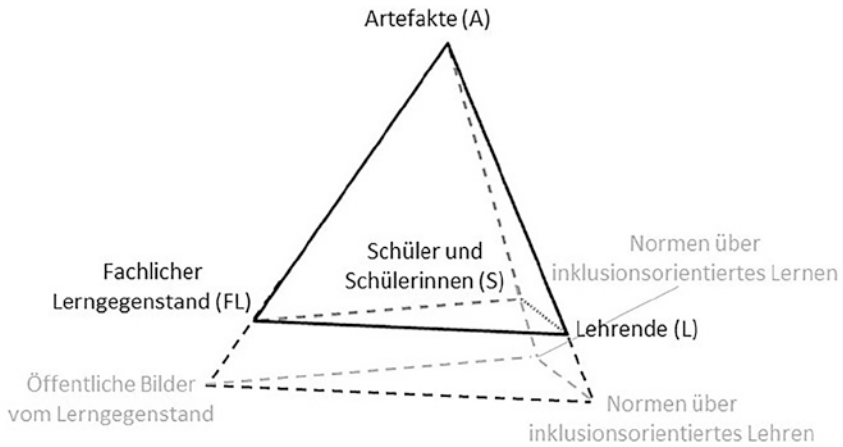 Artefakte (A)
Schüler und
Schülerinnen (S)
Normen über
inklusionsorientiertes Lernen
Fachlicher
Lerngegenstand (FL)
Lehrende (L)
Öffentliche Bilder
vom Lerngegenstand
Normen über
inklusionsorientiertes Lehren